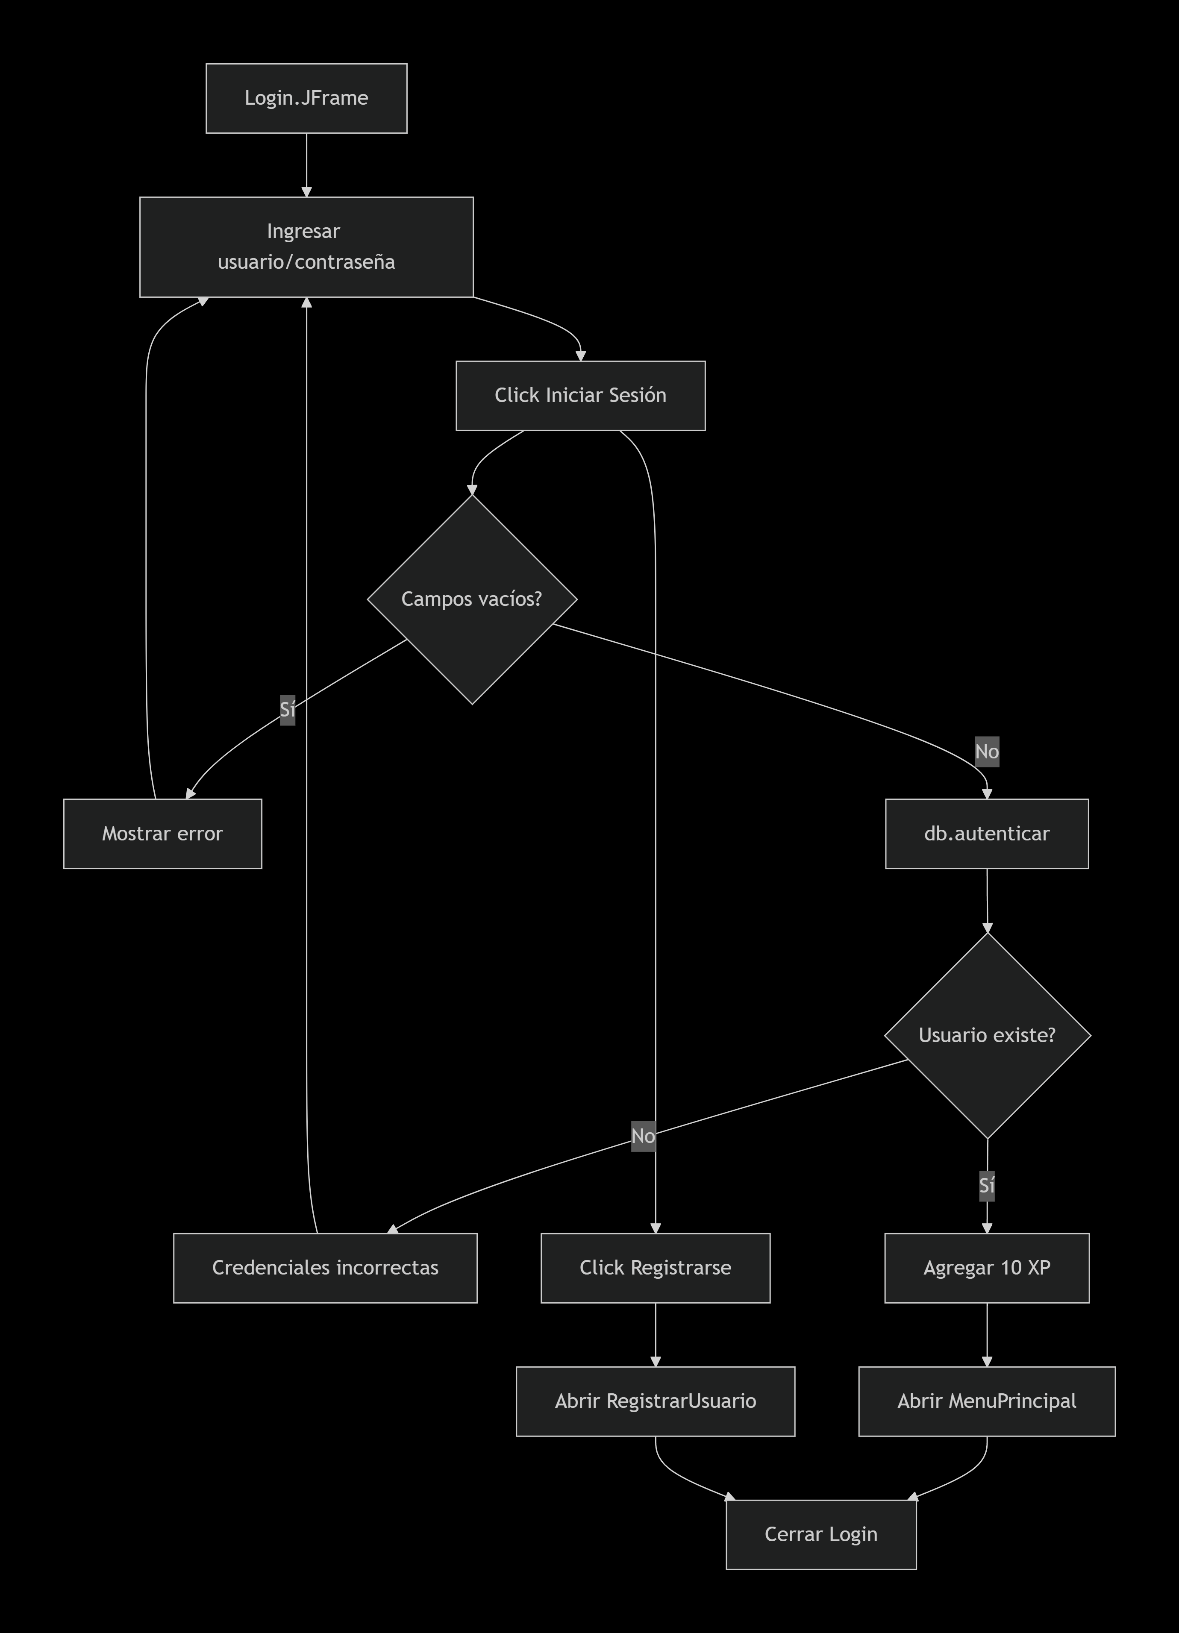 Login.JFrame
Ingresar
usuario/contraseña
Click Iniciar Sesión
Campos vacíos?
Sí
No
Mostrar error
db.autenticar
Usuario existe?
No
Sí
Credenciales incorrectas
Click Registrarse
Agregar 10 XP
Abrir RegistrarUsuario
Abrir MenuPrincipal
Cerrar Login